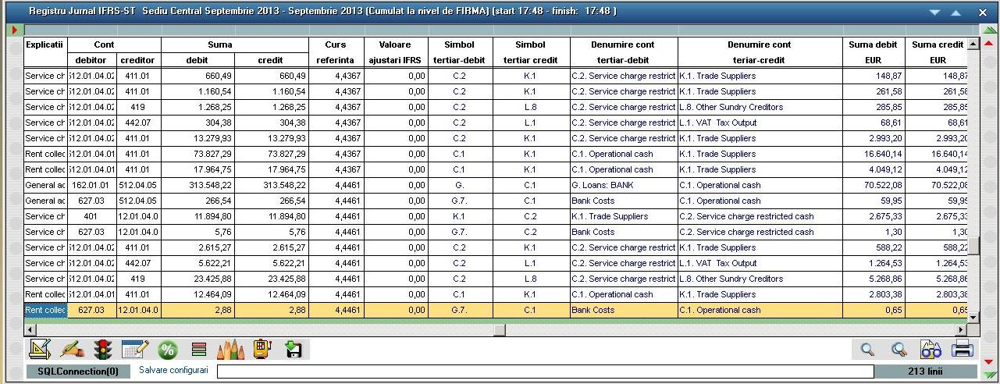 Registru Jurnal IFRS-ST Sediu Central Septembrie 2013 - Septembrie 2013 (Cumulat la nivel de FIRMA) (start 17:48 - finish: 17:48 )
Explicatii Cont Suma Curs Valoare Simbol Simbol Denumire cont Denumire cont Suma debit Suma credit
debitor creditor debit credit referinta ajustari IFRS tertiar-debit tertiar credit tertiar-debit teriar-credit EUR EUR
Service ch 512.01.04.02 411.01 660,49 660,49 4,4367 0,00 C.2 K.1 C.2. Service charge restrict K.1. Trade Suppliers 148,87 148,87
Service ch 512.01.04.02 411.01 1.160,54 1.160,54 4,4367 0,00 C.2 K.1 C.2. Service charge restrict K.1. Trade Suppliers 261,58 261,58
Service ch 512.01.04.02 419 1.268,25 1.268,25 4,4367 0,00 C.2 L.8 C.2. Service charge restrict L.8. Other Sundry Creditors 285,85 285,85
Service ch 512.01.04.02 442.07 304,38 304,38 4,4367 0,00 C.2 L.1 C.2. Service charge restrict L.1. VAT Tax Output 68,61 68,61
Service ch 512.01.04.02 411.01 13.279,93 13.279,93 4,4367 0,00 C.2 K.1 C.2. Service charge restrict K.1. Trade Suppliers 2.993,20 2.993,20
Rent collec 512.01.04.01 411.01 73.827,29 73.827,29 4,4367 0,00 C.1 K.1 C.1. Operational cash K.1. Trade Suppliers 16.640,14 16.640,14
Rent collec 512.01.04.01 411.01 17.964,75 17.964,75 4,4367 0,00 C.1 K.1 C.1. Operational cash K.1. Trade Suppliers 4.049,12 4.049,12
General ac 162.01.01 512.04.05 313.548,22 313.548,22 4,4461 0,00 G. C.1 G. Loans: BANK C.1. Operational cash 70.522,08 70.522,08
General ac 627.03 512.04.05 266,54 266,54 4,4461 0,00 G.7. C.1 Bank Costs C.1. Operational cash 59,95 59,95
Service ch 401 12.01.04.0 11.894,80 11.894,80 4,4461 0,00 K.1 C.2 K.1. Trade Suppliers C.2. Service charge restricted cash 2.675,33 2.675,33
Service ch 627.03 12.01.04.0 5,76 5,76 4,4461 0,00 G.7. C.2 Bank Costs C.2. Service charge restricted cash 1,30 1,30
Service ch 512.01.04.02 411.01 2.615,27 2.615,27 4,4461 0,00 C.2 K.1 C.2. Service charge restrict K.1. Trade Suppliers 588,22 588,22
Service ch 512.01.04.02 442.07 5.622,21 5.622,21 4,4461 0,00 C.2 L.1 C.2. Service charge restrict L.1. VAT Tax Output 1.264,53 1.264,53
Service ch 512.01.04.02 419 23.425,88 23.425,88 4,4461 0,00 C.2 L.8 C.2. Service charge restrict L.8. Other Sundry Creditors 5.268,86 5.268,86
Rent collec 512.01.04.01 411.01 12.464,09 12.464,09 4,4461 0,00 C.1 K.1 C.1. Operational cash K.1. Trade Suppliers 2.803,38 2.803,38
Rent collec 627.03 12.01.04.0 2,88 2,88 4,4461 0,00 G.7. C.1 Bank Costs C.1. Operational cash 0,65 0,65
%
SQLConnection(0) Salvare configurari 213 linii